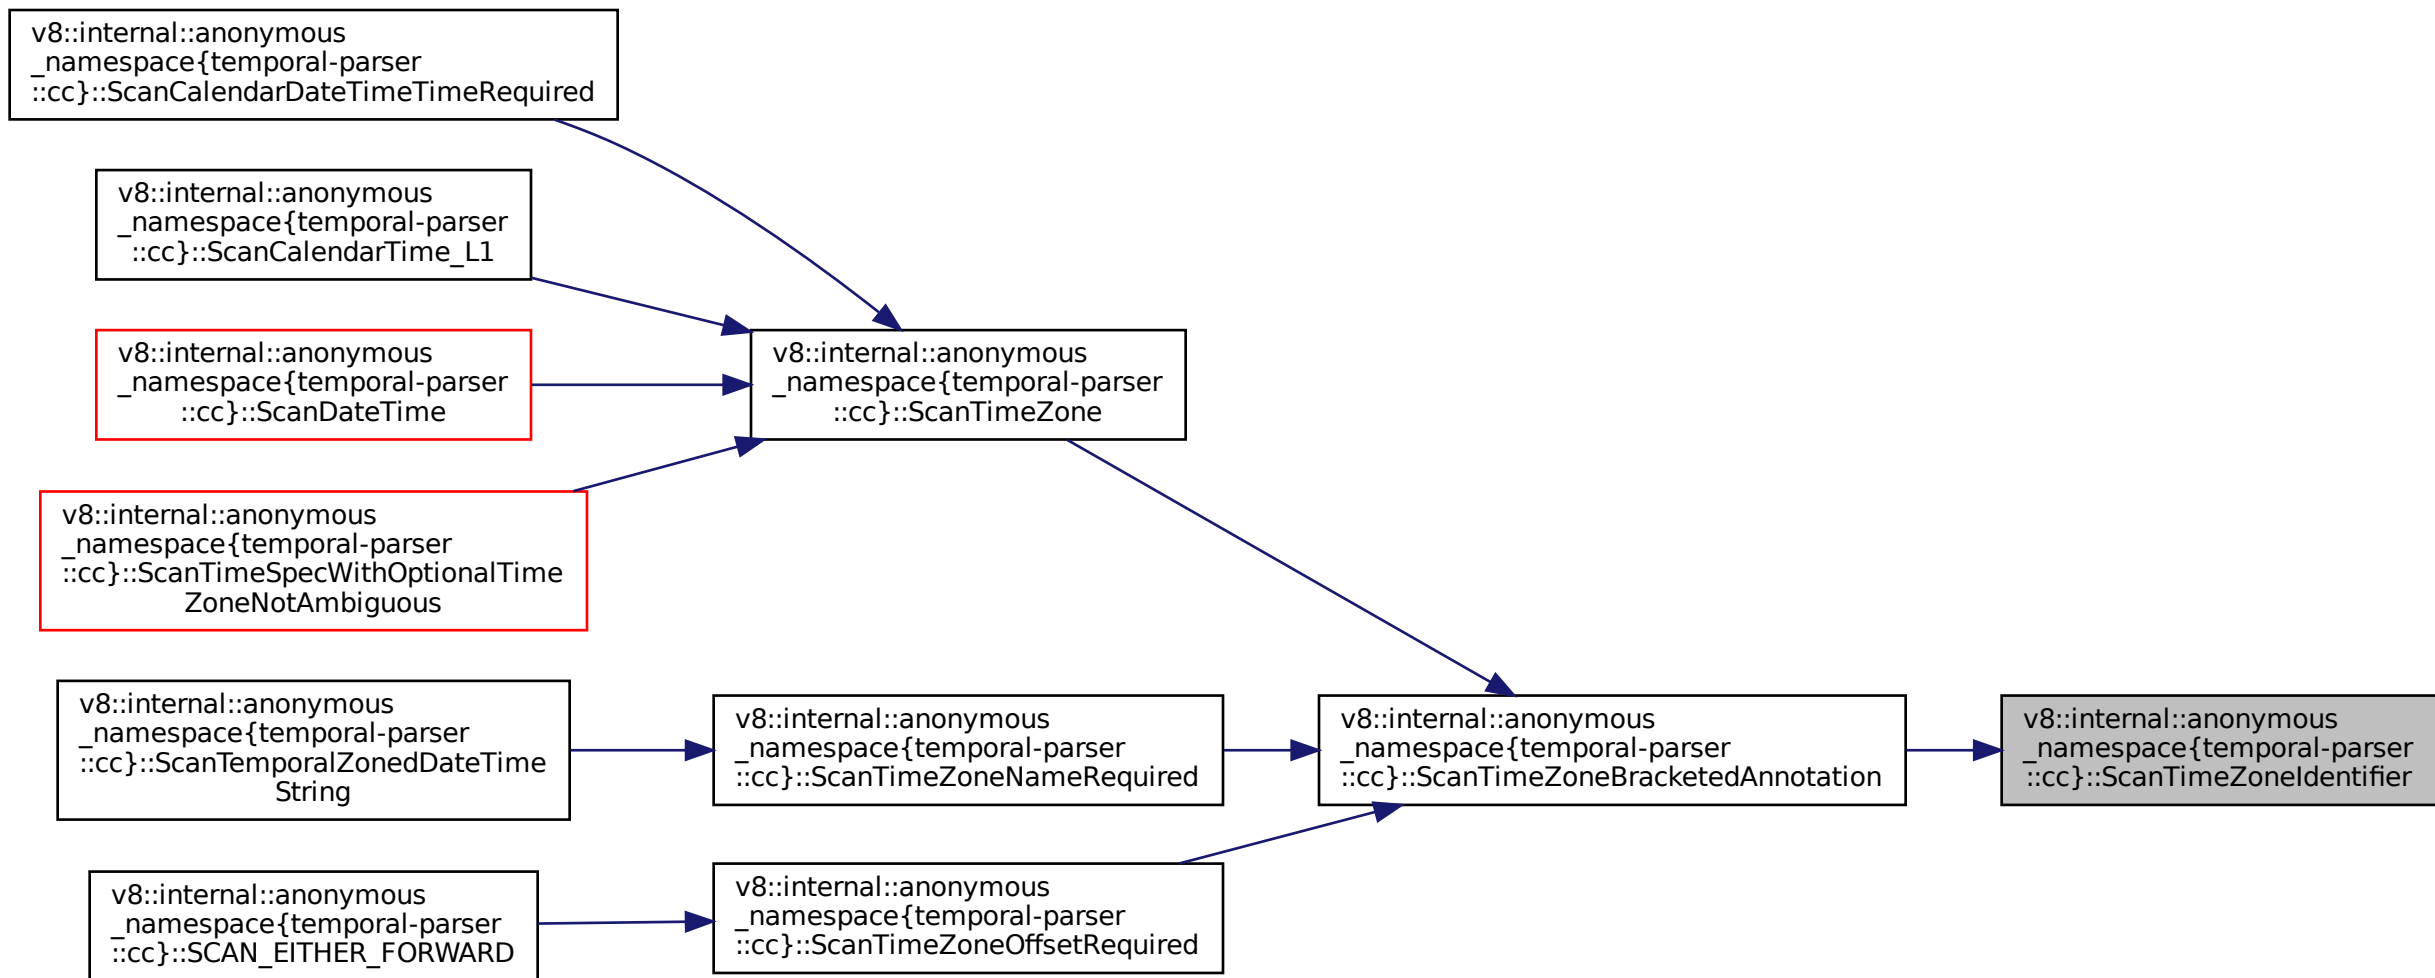 v8::internal::anonymous
_namespace{temporal-parser
::cc}::ScanCalendarDateTimeTimeRequired
v8::internal::anonymous
_namespace{temporal-parser
::cc}::ScanCalendarTime_L1
v8::internal::anonymous
_namespace{temporal-parser
::cc}::ScanDateTime
v8::internal::anonymous
_namespace{temporal-parser
::cc}::ScanTimeZone
v8::internal::anonymous
_namespace{temporal-parser
::cc}::ScanTimeSpecWithOptionalTime
ZoneNotAmbiguous
v8::internal::anonymous
_namespace{temporal-parser
::cc}::ScanTemporalZonedDateTime
String
v8::internal::anonymous
_namespace{temporal-parser
::cc}::ScanTimeZoneNameRequired
v8::internal::anonymous
_namespace{temporal-parser
::cc}::ScanTimeZoneBracketedAnnotation
v8::internal::anonymous
_namespace{temporal-parser
::cc}::ScanTimeZoneIdentifier
v8::internal::anonymous
_namespace{temporal-parser
::cc}::SCAN_EITHER_FORWARD
v8::internal::anonymous
_namespace{temporal-parser
::cc}::ScanTimeZoneOffsetRequired